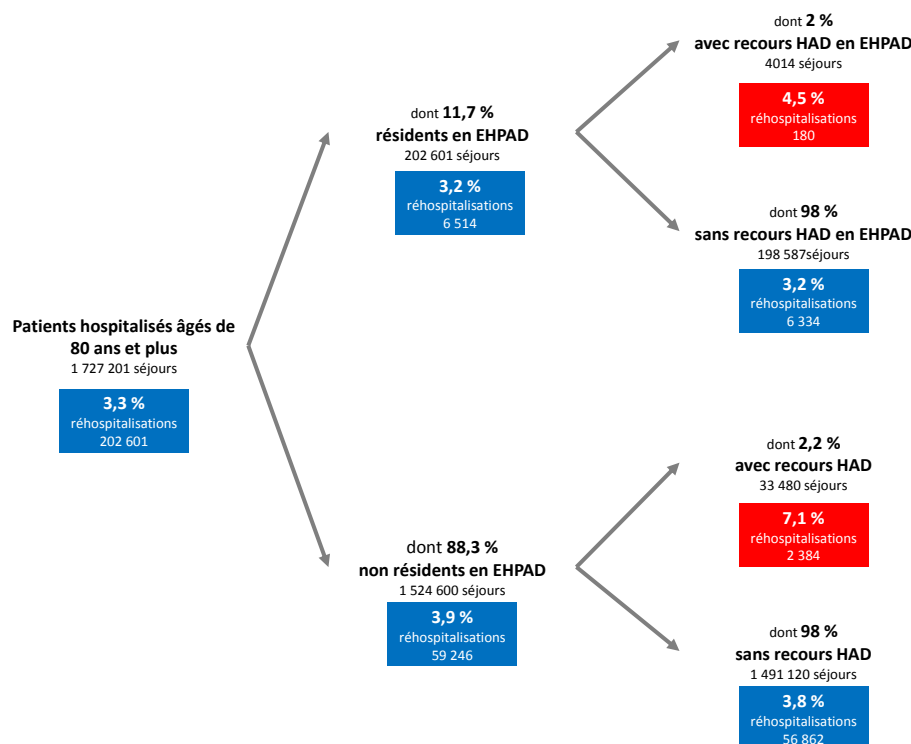 Patients hospitalisés âgés de
80 ans et plus
1 727 201 séjours
3,3 %
réhospitalisations
202 601
dont 11,7 %
résidents en EHPAD
202 601 séjours
3,2 %
réhospitalisations
6 514
dont 2 %
avec recours HAD en EHPAD
4014 séjours
4,5 %
réhospitalisations
180
dont 98 %
sans recours HAD en EHPAD
198 587séjours
3,2 %
réhospitalisations
6 334
dont 88,3 %
non résidents en EHPAD
1 524 600 séjours
3,9 %
réhospitalisations
59 246
dont 2,2 %
avec recours HAD
33 480 séjours
7,1 %
réhospitalisations
2 384
dont 98 %
sans recours HAD
1 491 120 séjours
3,8 %
réhospitalisations
56 862